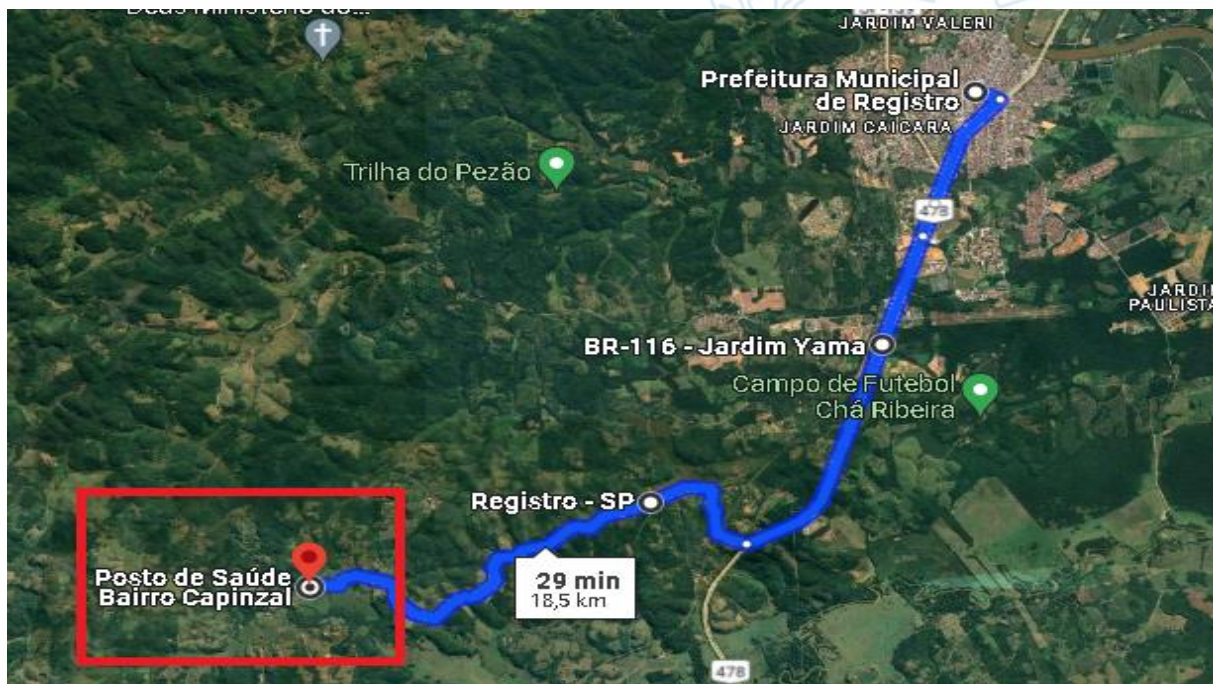 JARDIM VALERI
Prefeitura Municipal
de Registro
JARDIM CAICARA
Trilha do Pezão
478
JARDI
PAULISTA
BR-116 - Jardim Yama
Campo de Futebol
Chá Ribeira
Registro - SP
29 min
18,5 km
Posto de Saúde
Bairro Capinzal
478